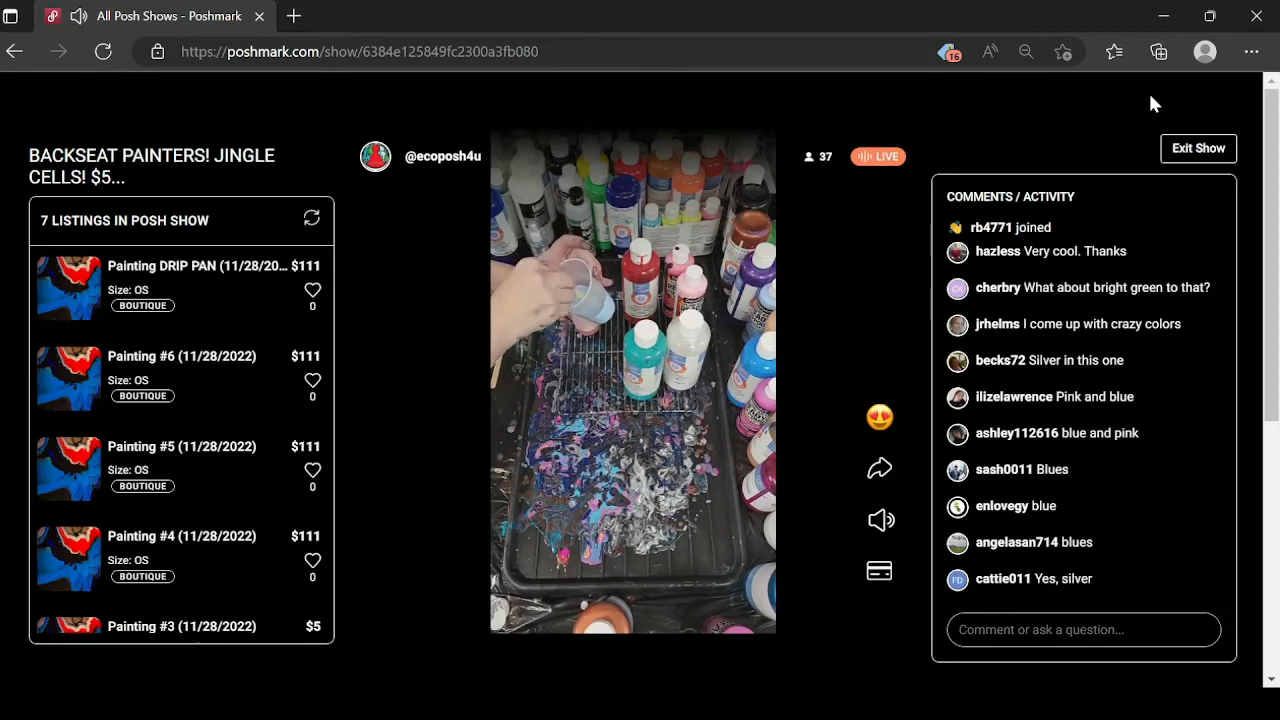 All Posh Shows - Poshmark
https://poshmark.com/show/6384e125849fc2300a3fb080
16
BACKSEAT PAINTERS! JINGLE
CELLS! $5...
@ecoposh4u
37
LIVE
Exit Show
7 LISTINGS IN POSH SHOW
Painting DRIP PAN (11/28/20... $111
Size: OS
BOUTIQUE
0
Painting #6 (11/28/2022) $111
Size: OS
BOUTIQUE
0
Painting #5 (11/28/2022) $111
Size: OS
BOUTIQUE
0
Painting #4 (11/28/2022) $111
Size: OS
BOUTIQUE
0
Painting #3 (11/28/2022) $5
COMMENTS / ACTIVITY
rb4771 joined
hazless Very cool. Thanks
CK cherbry What about bright green to that?
jrhelms I come up with crazy colors
becks72 Silver in this one
ilizelawrence Pink and blue
ashley112616 blue and pink
sash0011 Blues
enlovegy blue
angelasan714 blues
FD cattie011 Yes, silver
Comment or ask a question...